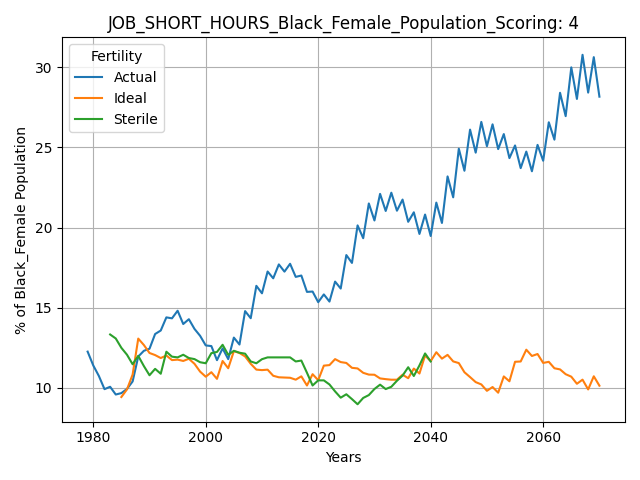 JOB_SHORT_HOURS_Black_Female_Population_Scoring: 4
Fertility
Actual
Ideal
Sterile
% of Black_Female Population
30
25
20
15
10
1980 2000 2020 2040 2060
Years